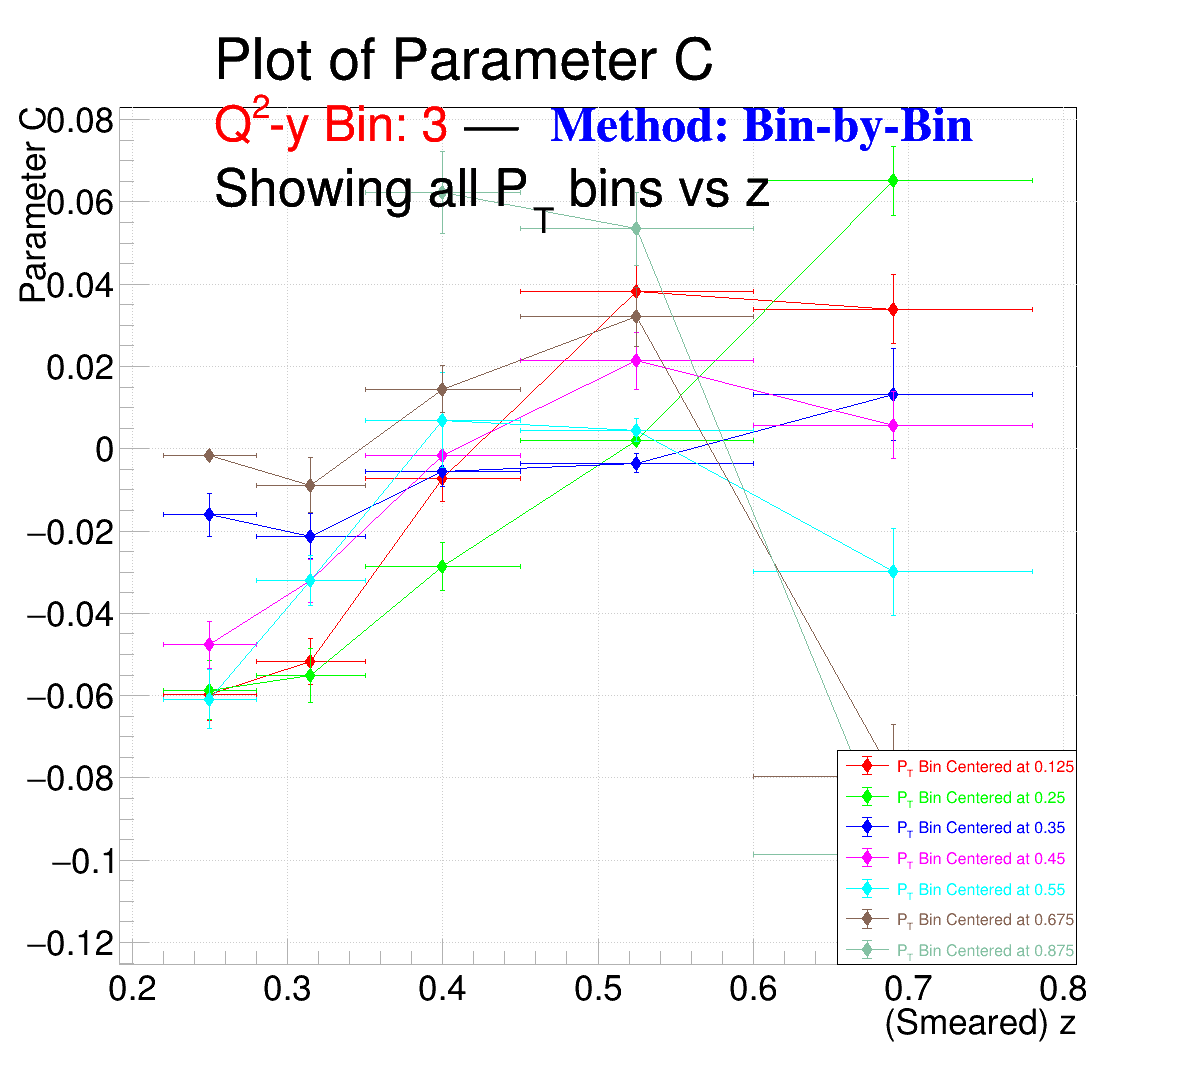 Plot of Parameter C
Q2-y Bin: 3 — Method: Bin-by-Bin
Showing all PT bins vs z
Parameter C
0.08
0.06
0.04
0.02
0
−0.02
−0.04
−0.06
−0.08
−0.1
−0.12
PT Bin Centered at 0.125
PT Bin Centered at 0.25
PT Bin Centered at 0.35
PT Bin Centered at 0.45
PT Bin Centered at 0.55
PT Bin Centered at 0.675
PT Bin Centered at 0.875
0.2 0.3 0.4 0.5 0.6 0.7 0.8
(Smeared) z